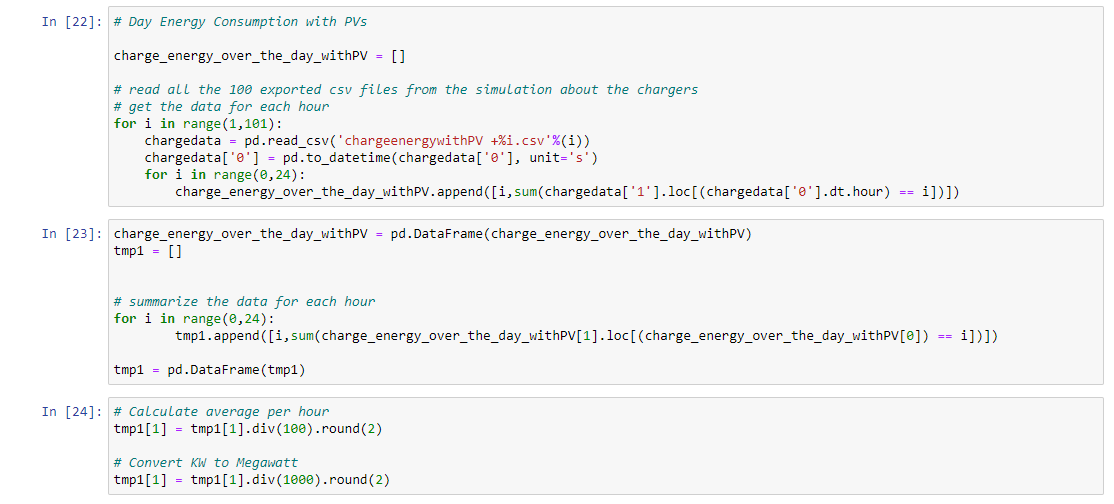 In [22]: # Day Energy Consumption with PVs
charge_energy_over_the_day_withPV = []
# read all the 100 exported csv files from the simulation about the chargers
# get the data for each hour
for i in range(1,101):
    chargedata = pd.read_csv('chargeenergywithPV +%i.csv'%(i))
    chargedata['0'] = pd.to_datetime(chargedata['0'], unit='s')
    for i in range(0,24):
        charge_energy_over_the_day_withPV.append([i,sum(chargedata['1'].loc[(chargedata['0'].dt.hour) == i])])
In [23]: charge_energy_over_the_day_withPV = pd.DataFrame(charge_energy_over_the_day_withPV)
tmp1 = []
# summarize the data for each hour
for i in range(0,24):
        tmp1.append([i,sum(charge_energy_over_the_day_withPV[1].loc[(charge_energy_over_the_day_withPV[0]) == i])])
tmp1 = pd.DataFrame(tmp1)
In [24]: # Calculate average per hour
tmp1[1] = tmp1[1].div(100).round(2)
# Convert KW to Megawatt
tmp1[1] = tmp1[1].div(1000).round(2)